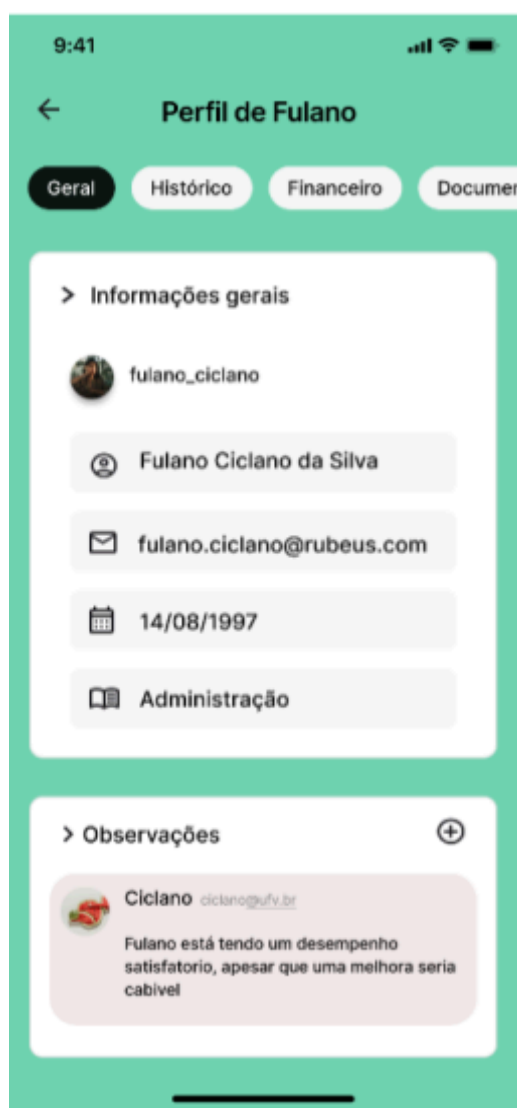 9:41
Perfil de Fulano
Geral Histórico Financeiro Documen
Informações gerais
fulano_ciclano
Fulano Ciclano da Silva
fulano.ciclano@rubeus.com
14/08/1997
Administração
Observações
Ciclano ciclano@ufv.br
Fulano está tendo um desempenho
satisfatorio, apesar que uma melhora seria
cabivel